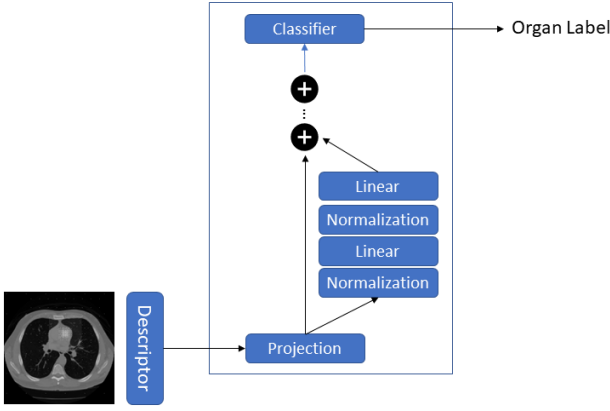 Classifier
Organ Label
Linear
Normalization
Linear
Normalization
Descriptor
Projection